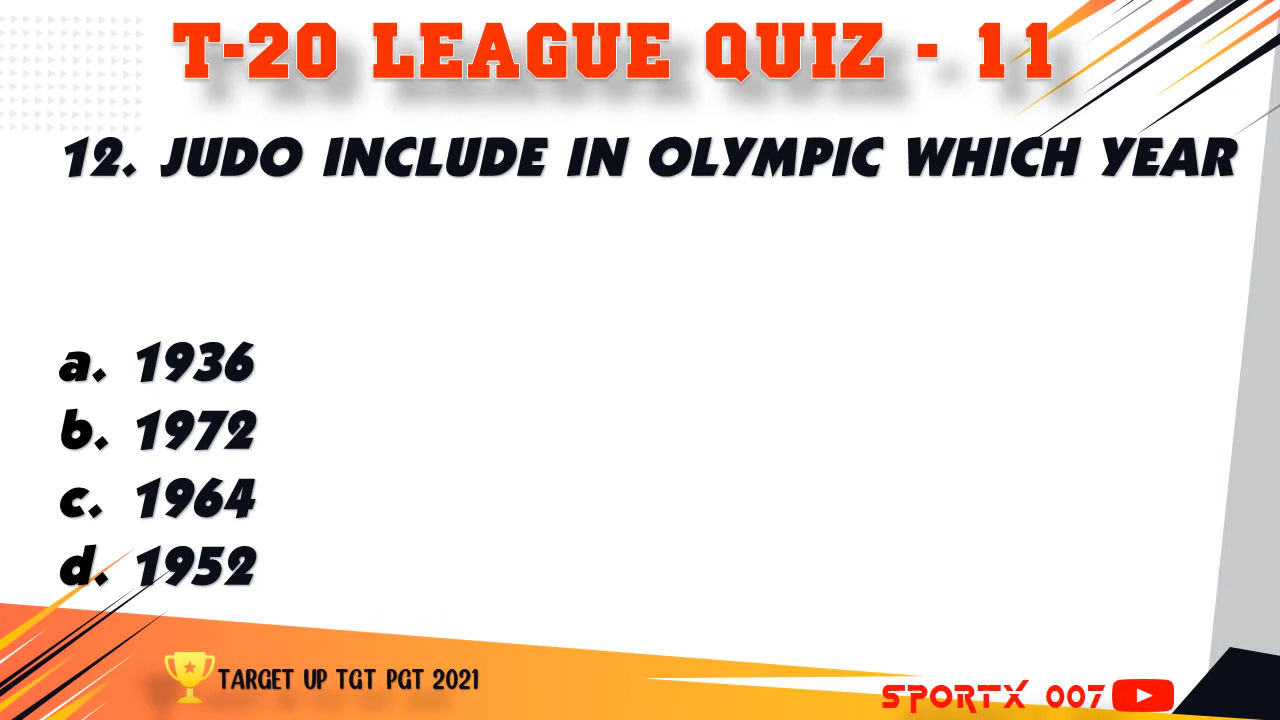 T-20 LEAGUE QUIZ - 11
12. JUDO INCLUDE IN OLYMPIC WHICH YEAR
a. 1936
b. 1972
c. 1964
d. 1952
TARGET UP TGT PGT 2021
SPORTX 007